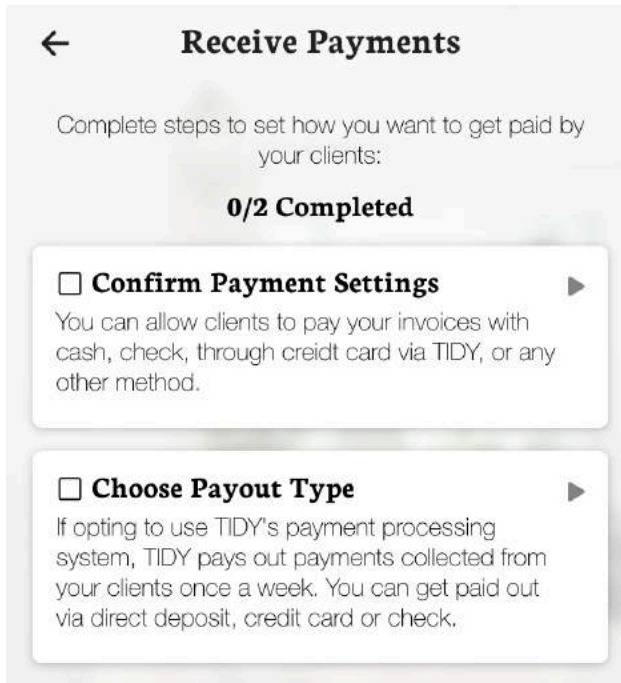 Receive Payments
Complete steps to set how you want to get paid by
your clients:
0/2 Completed
Confirm Payment Settings
You can allow clients to pay your invoices with
cash, check, through creidt card via TIDY, or any
other method.
Choose Payout Type
If opting to use TIDY's payment processing
system, TIDY pays out payments collected from
your clients once a week. You can get paid out
via direct deposit, credit card or check.